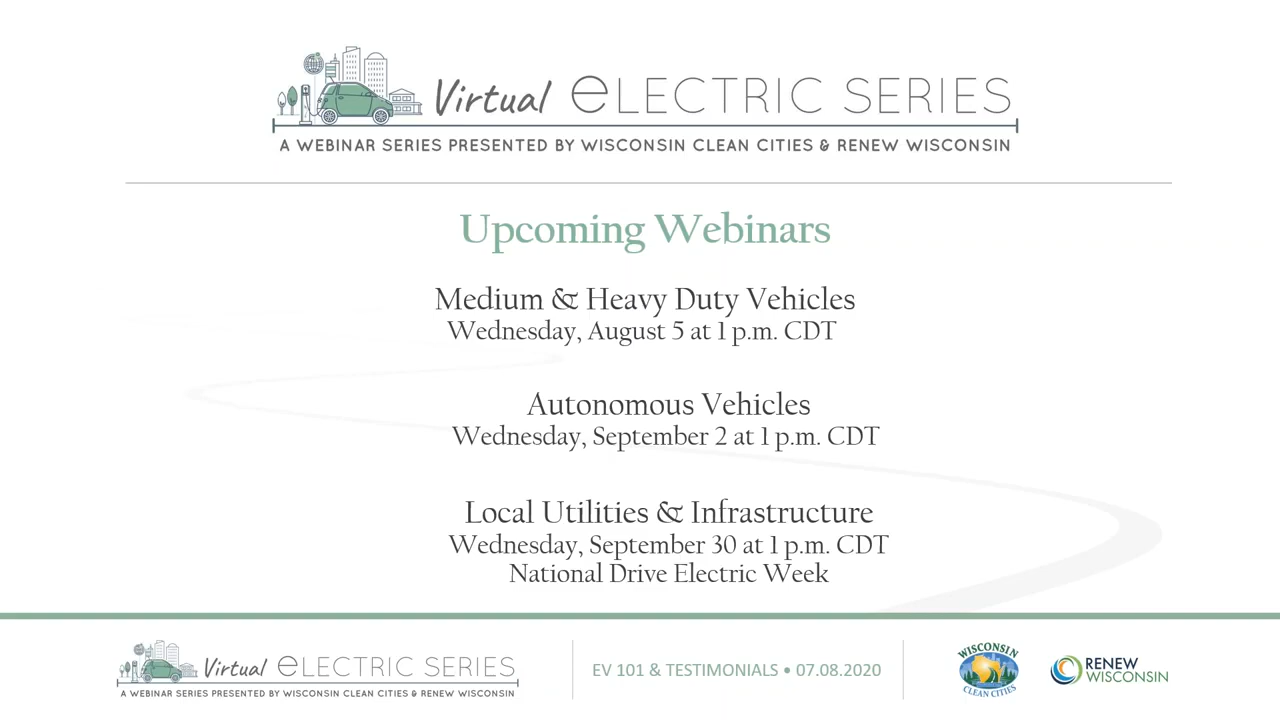 Virtual eLECTRIC SERIES
A WEBINAR SERIES PRESENTED BY WISCONSIN CLEAN CITIES & RENEW WISCONSIN
Upcoming Webinars
Medium & Heavy Duty Vehicles
Wednesday, August 5 at 1 p.m. CDT
Autonomous Vehicles
Wednesday, September 2 at 1 p.m. CDT
Local Utilities & Infrastructure
Wednesday, September 30 at 1 p.m. CDT
National Drive Electric Week
Virtual eLECTRIC SERIES
A WEBINAR SERIES PRESENTED BY WISCONSIN CLEAN CITIES & RENEW WISCONSIN
EV 101 & TESTIMONIALS • 07.08.2020
WISCONSIN
CLEAN CITIES
RENEW
WISCONSIN